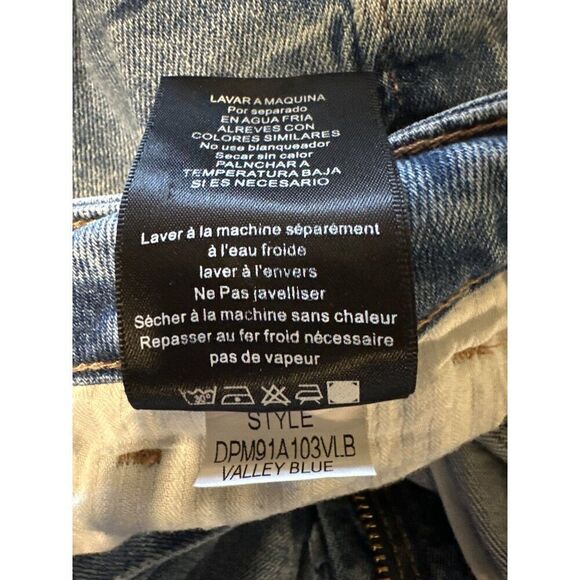 LAVAR A MAQUINA
Por separado
EN AGUA FRIA
ALREVES CON
COLORES SIMILARES
No use blanqueador
Secar sin calor
PALNCHAR A
TEMPERATURA BAJA
SI ES NECESARIO
Laver à la machine séparément
à l'eau froide
laver à l'envers
Ne Pas javelliser
Sécher à la machine sans chaleur
Repasser au fer froid nécessaire
pas de vapeur
30°
STYLE
DPM91A103VLB
VALLEY BLUE